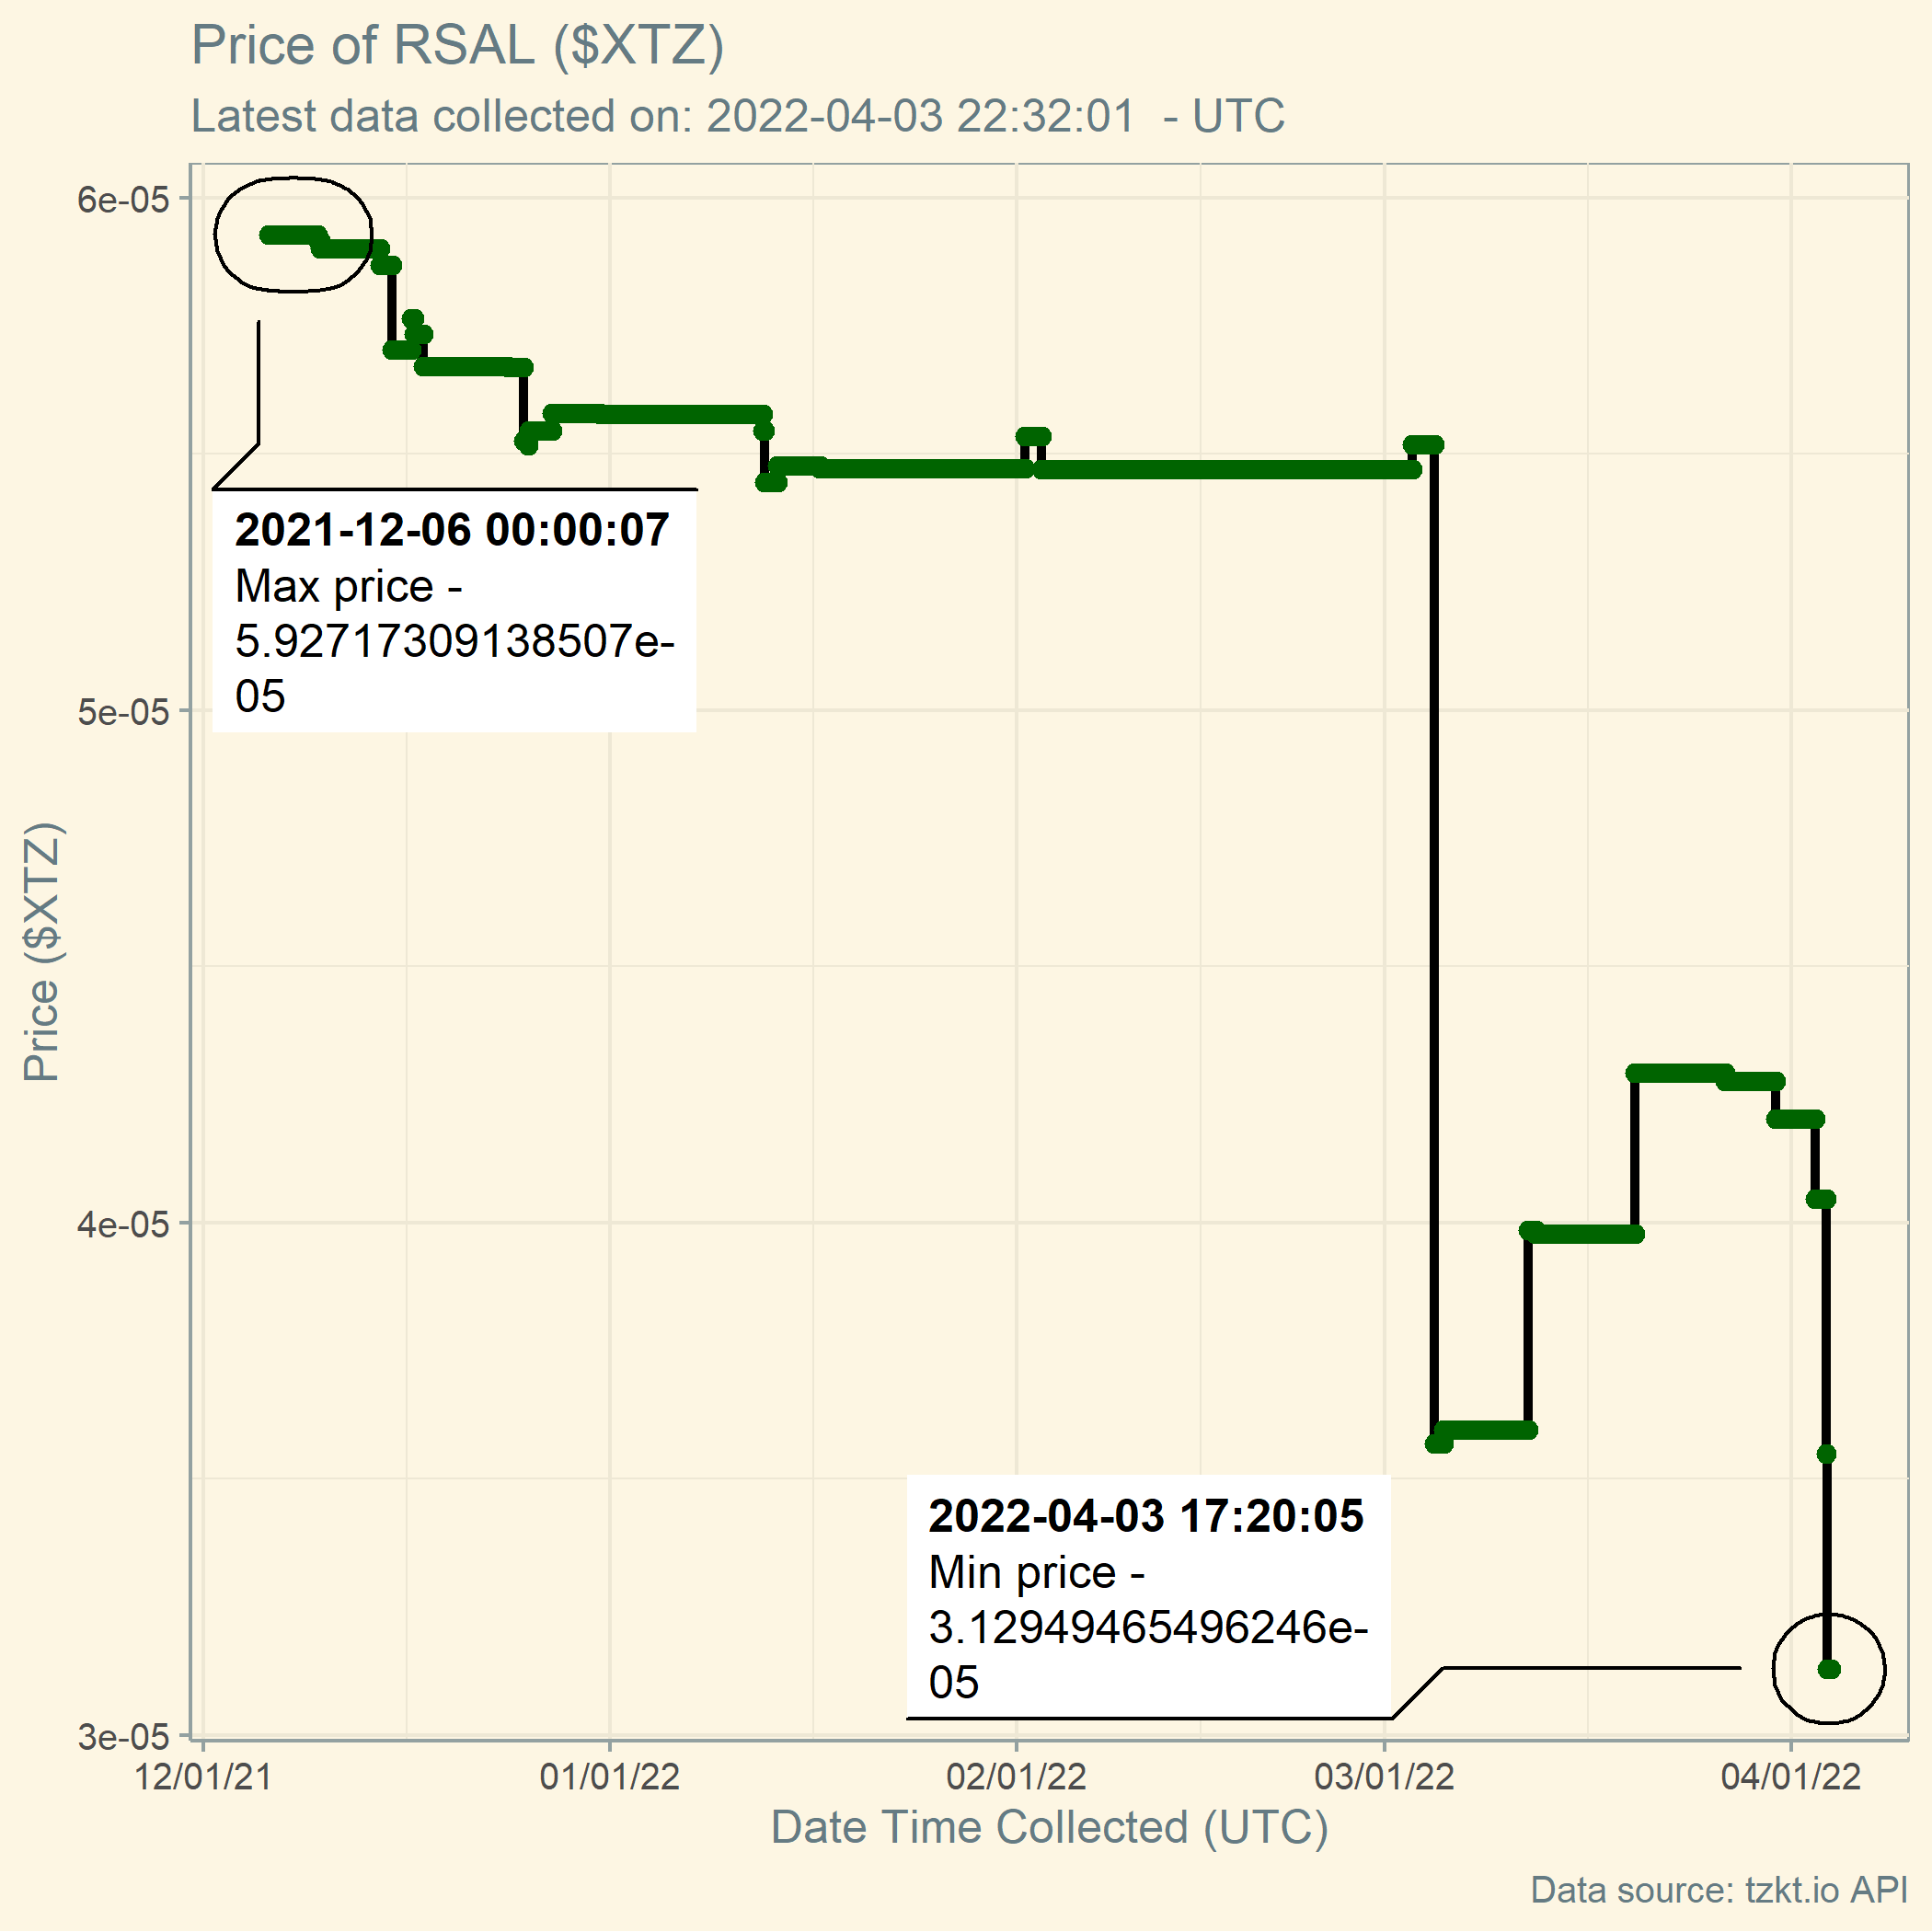 Price of RSAL ($XTZ)
Latest data collected on: 2022-04-03 22:32:01  - UTC
6e-05
5e-05
4e-05
3e-05
Price ($XTZ)
2021-12-06 00:00:07
Max price -
5.92717309138507e-
05
2022-04-03 17:20:05
Min price -
3.12949465496246e-
05
12/01/21
01/01/22
02/01/22
03/01/22
04/01/22
Date Time Collected (UTC)
Data source: tzkt.io API